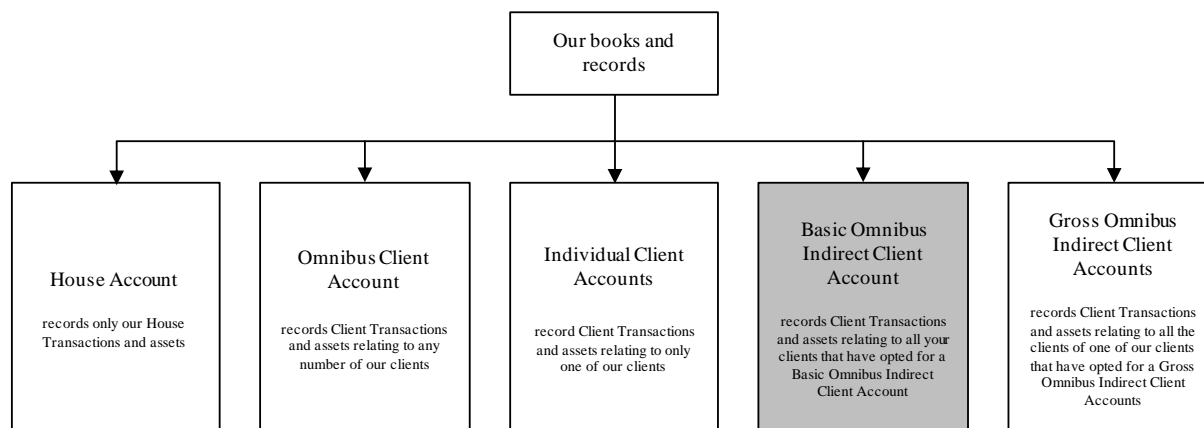 Our books and
records
House Account
records only our House
Transactions and assets
Omnibus Client
Account
records Client Transactions
and assets relating to any
number of our clients
Individual Client
Accounts
record Client Transactions
and assets relating to only
one of our clients
Basic Omnibus
Indirect Client
Account
records Client Transactions
and assets relating to all your
clients that have opted for a
Basic Omnibus Indirect
Client Account
Gross Omnibus
Indirect Client
Accounts
records Client Transactions
and assets relating to all the
clients of one of our clients
that have opted for a Gross
Omnibus Indirect Client
Accounts